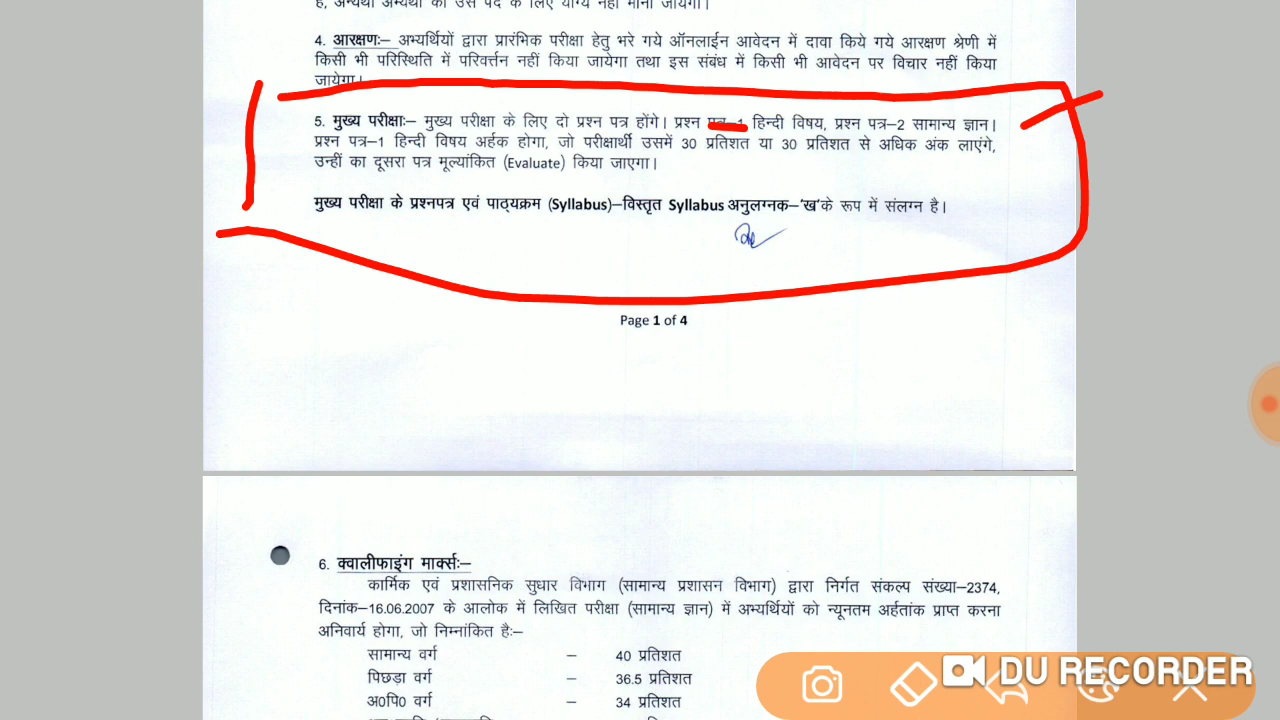 है, अन्यथा अभ्यर्थी को उस पद के लिए योग्य नहीं माना जायेगा।
4. आरक्षणः– अभ्यर्थियों द्वारा प्रारंभिक परीक्षा हेतु भरे गये ऑनलाईन आवेदन में दावा किये गये आरक्षण श्रेणी में
किसी भी परिस्थिति में परिवर्त्तन नहीं किया जायेगा तथा इस संबंध में किसी भी आवेदन पर विचार नहीं किया
जायेगा।
5. मुख्य परीक्षाः– मुख्य परीक्षा के लिए दो प्रश्न पत्र होंगे। प्रश्न पत्र–1 हिन्दी विषय, प्रश्न पत्र–2 सामान्य ज्ञान।
प्रश्न पत्र–1 हिन्दी विषय अर्हक होगा, जो परीक्षार्थी उसमें 30 प्रतिशत या 30 प्रतिशत से अधिक अंक लाएंगे,
उन्हीं का दूसरा पत्र मूल्यांकित (Evaluate) किया जाएगा।
मुख्य परीक्षा के प्रश्नपत्र एवं पाठ्यक्रम (Syllabus)–विस्तृत Syllabus अनुलग्नक–'ख'के रूप में संलग्न है।
Page 1 of 4
6. क्वालीफाइंग मार्क्सः–
कार्मिक एवं प्रशासनिक सुधार विभाग (सामान्य प्रशासन विभाग) द्वारा निर्गत संकल्प संख्या–2374,
दिनांक–16.06.2007 के आलोक में लिखित परीक्षा (सामान्य ज्ञान) में अभ्यर्थियों को न्यूनतम अर्हतांक प्राप्त करना
अनिवार्य होगा, जो निम्नांकित हैः–
सामान्य वर्ग – 40 प्रतिशत
पिछड़ा वर्ग – 36.5 प्रतिशत
अ0पि0 वर्ग – 34 प्रतिशत
DU RECORDER